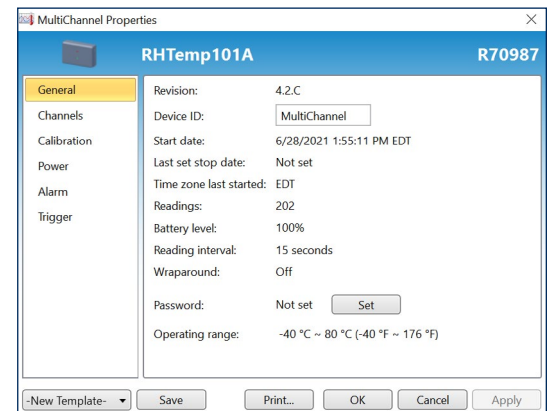 MultiChannel Properties
RHTemp101A R70987
General
Channels
Calibration
Power
Alarm
Trigger
Revision: 4.2.C
Device ID: MultiChannel
Start date: 6/28/2021 1:55:11 PM EDT
Last set stop date: Not set
Time zone last started: EDT
Readings: 202
Battery level: 100%
Reading interval: 15 seconds
Wraparound: Off
Password: Not set Set
Operating range: -40 °C ~ 80 °C (-40 °F ~ 176 °F)
-New Template- Save Print... OK Cancel Apply